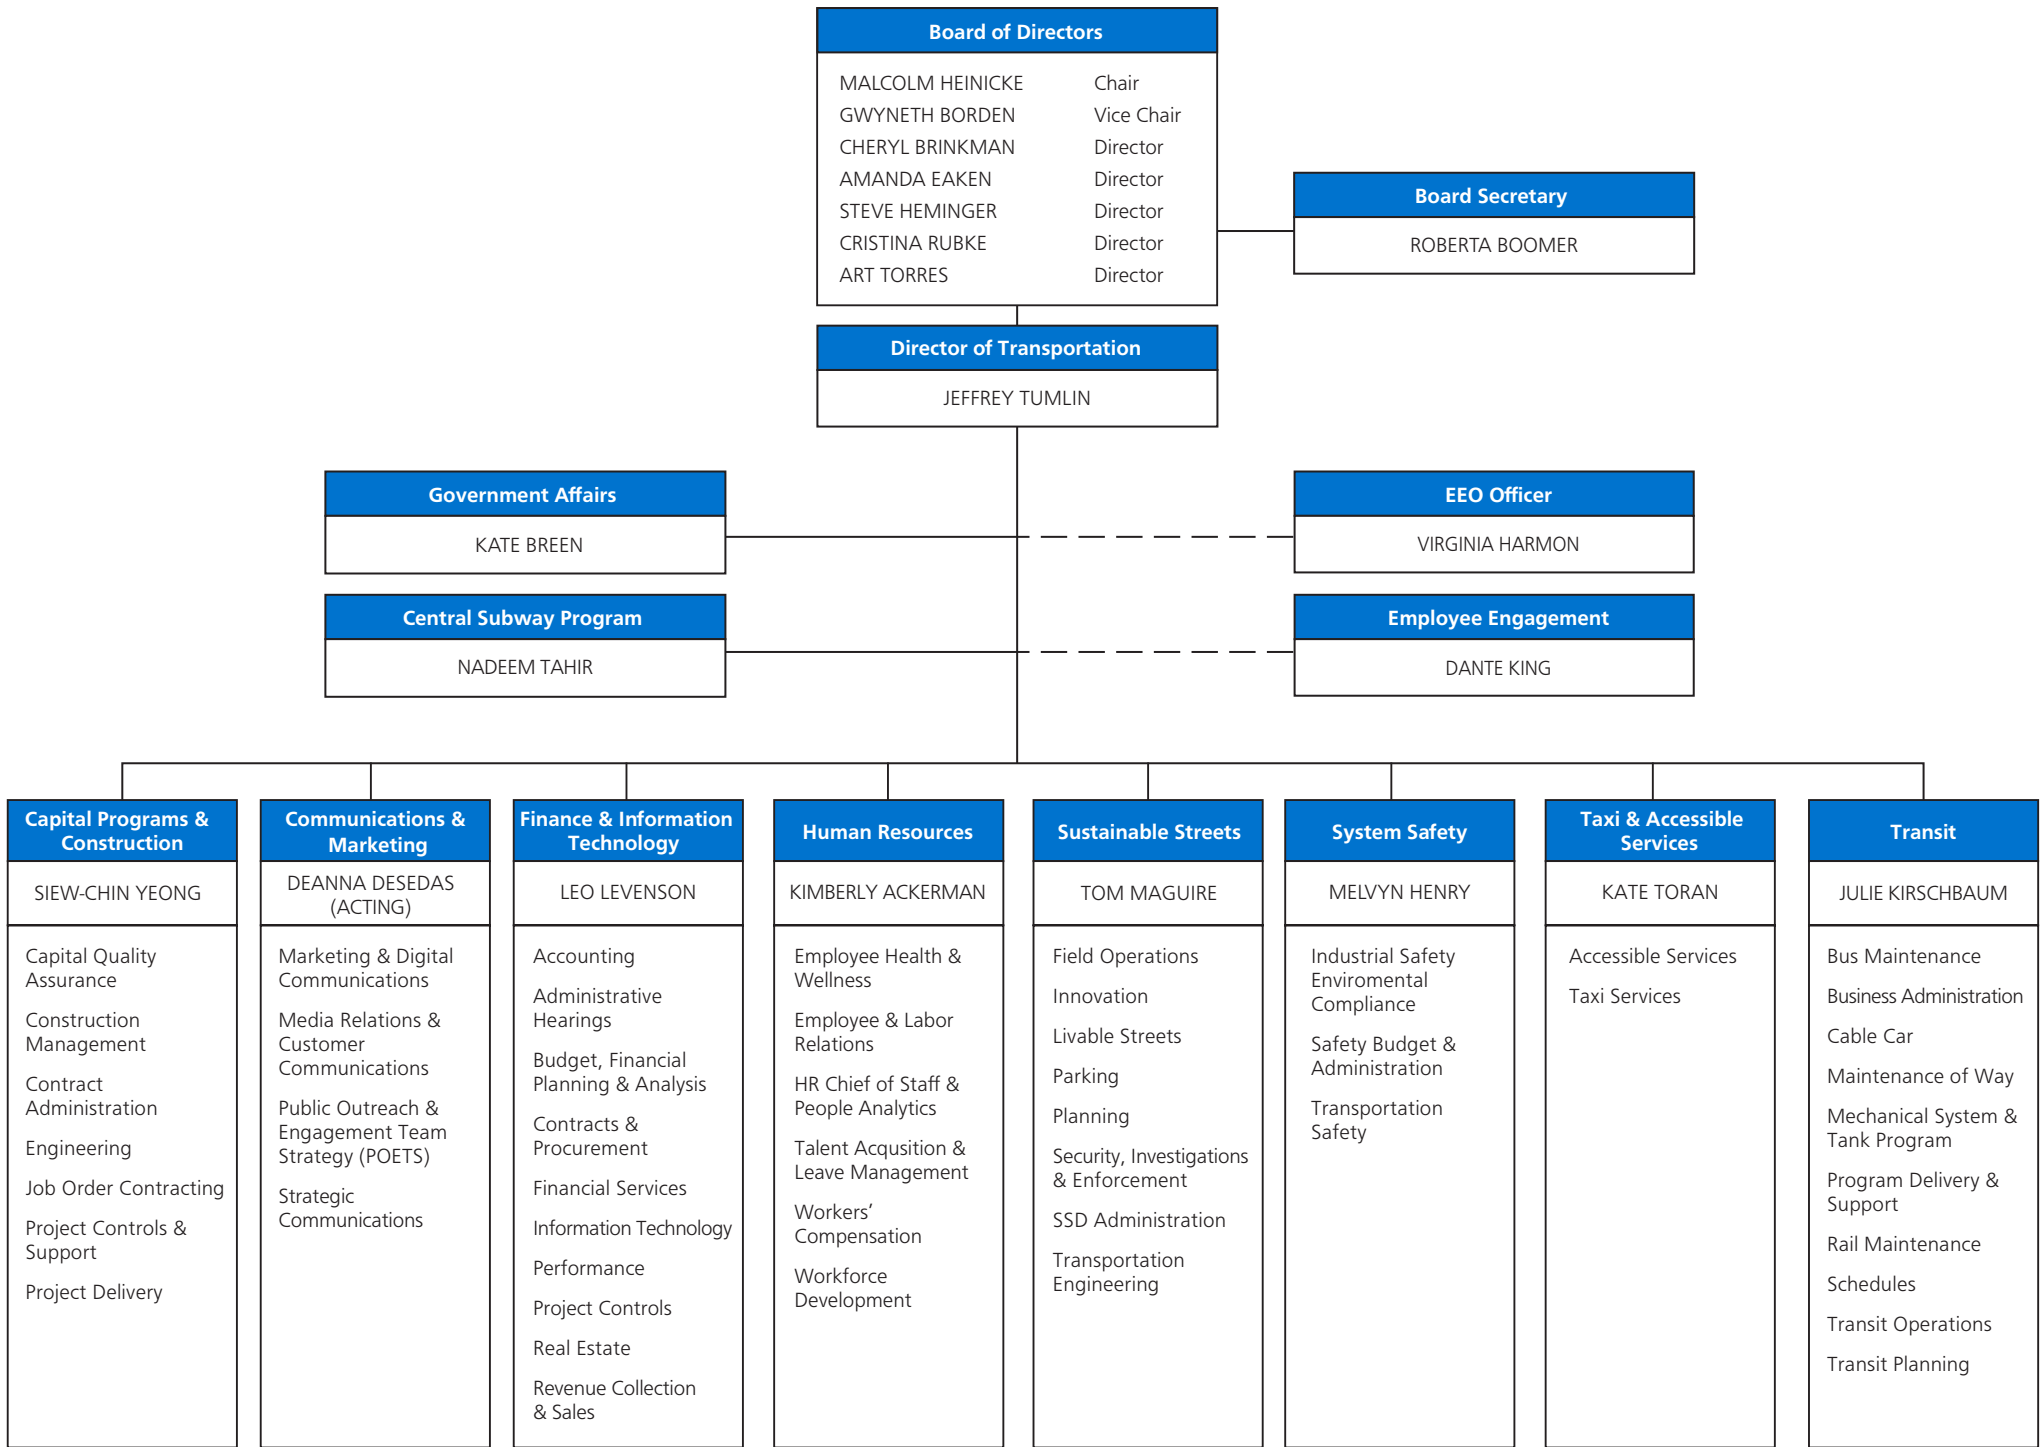 Board of Directors
MALCOLM HEINICKE Chair
GWYNETH BORDEN Vice Chair
CHERYL BRINKMAN Director
AMANDA EAKEN Director
STEVE HEMINGER Director
CRISTINA RUBKE Director
ART TORRES Director
Board Secretary
ROBERTA BOOMER
Director of Transportation
JEFFREY TUMLIN
Government Affairs
KATE BREEN
EEO Officer
VIRGINIA HARMON
Central Subway Program
NADEEM TAHIR
Employee Engagement
DANTE KING
Capital Programs &
Construction
SIEW-CHIN YEONG
Capital Quality
Assurance
Construction
Management
Contract
Administration
Engineering
Job Order Contracting
Project Controls &
Support
Project Delivery
Communications &
Marketing
DEANNA DESEDAS
(ACTING)
Marketing & Digital
Communications
Media Relations &
Customer
Communications
Public Outreach &
Engagement Team
Strategy (POETS)
Strategic
Communications
Finance & Information
Technology
LEO LEVENSON
Accounting
Administrative
Hearings
Budget, Financial
Planning & Analysis
Contracts &
Procurement
Financial Services
Information Technology
Performance
Project Controls
Real Estate
Revenue Collection
& Sales
Human Resources
KIMBERLY ACKERMAN
Employee Health &
Wellness
Employee & Labor
Relations
HR Chief of Staff &
People Analytics
Talent Acqusition &
Leave Management
Workers’
Compensation
Workforce
Development
Sustainable Streets
TOM MAGUIRE
Field Operations
Innovation
Livable Streets
Parking
Planning
Security, Investigations
& Enforcement
SSD Administration
Transportation
Engineering
System Safety
MELVYN HENRY
Industrial Safety
Enviromental
Compliance
Safety Budget &
Administration
Transportation
Safety
Taxi & Accessible
Services
KATE TORAN
Accessible Services
Taxi Services
Transit
JULIE KIRSCHBAUM
Bus Maintenance
Business Administration
Cable Car
Maintenance of Way
Mechanical System &
Tank Program
Program Delivery &
Support
Rail Maintenance
Schedules
Transit Operations
Transit Planning